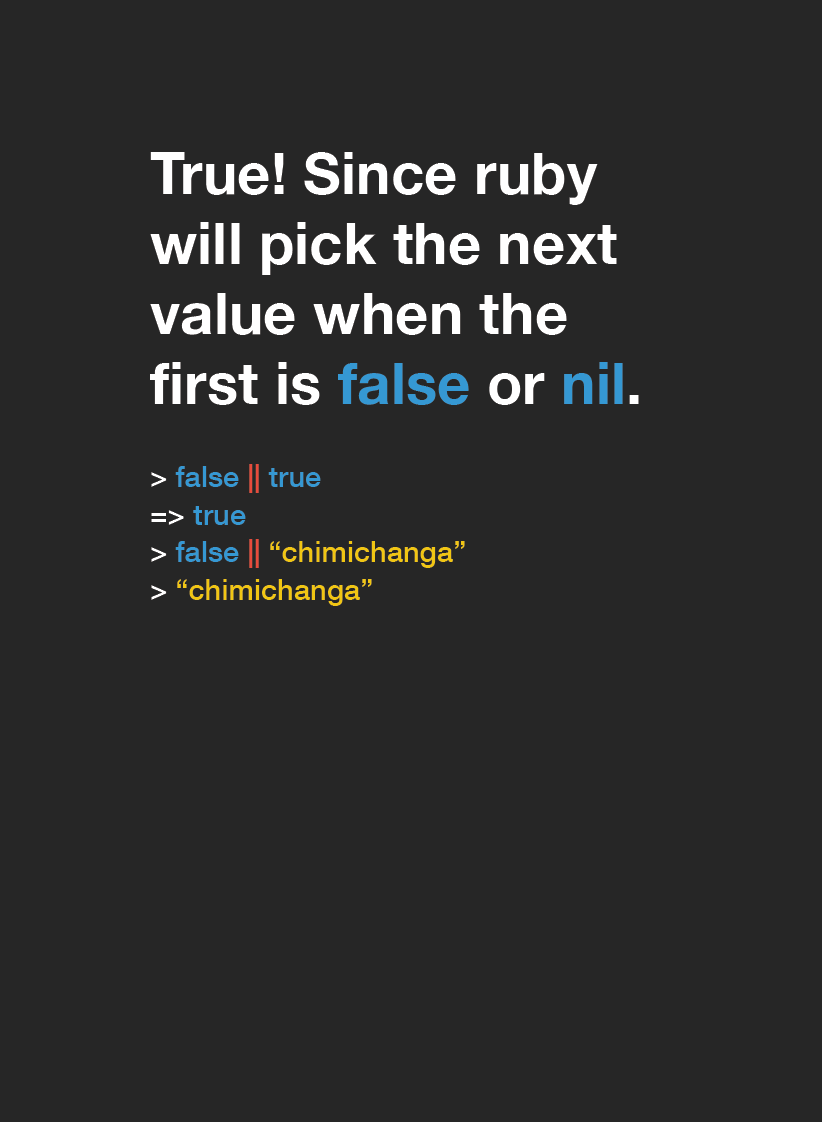 True! Since ruby
will pick the next
value when the
first is false or nil.
> false || true
=> true
> false || “chimichanga”
> “chimichanga”